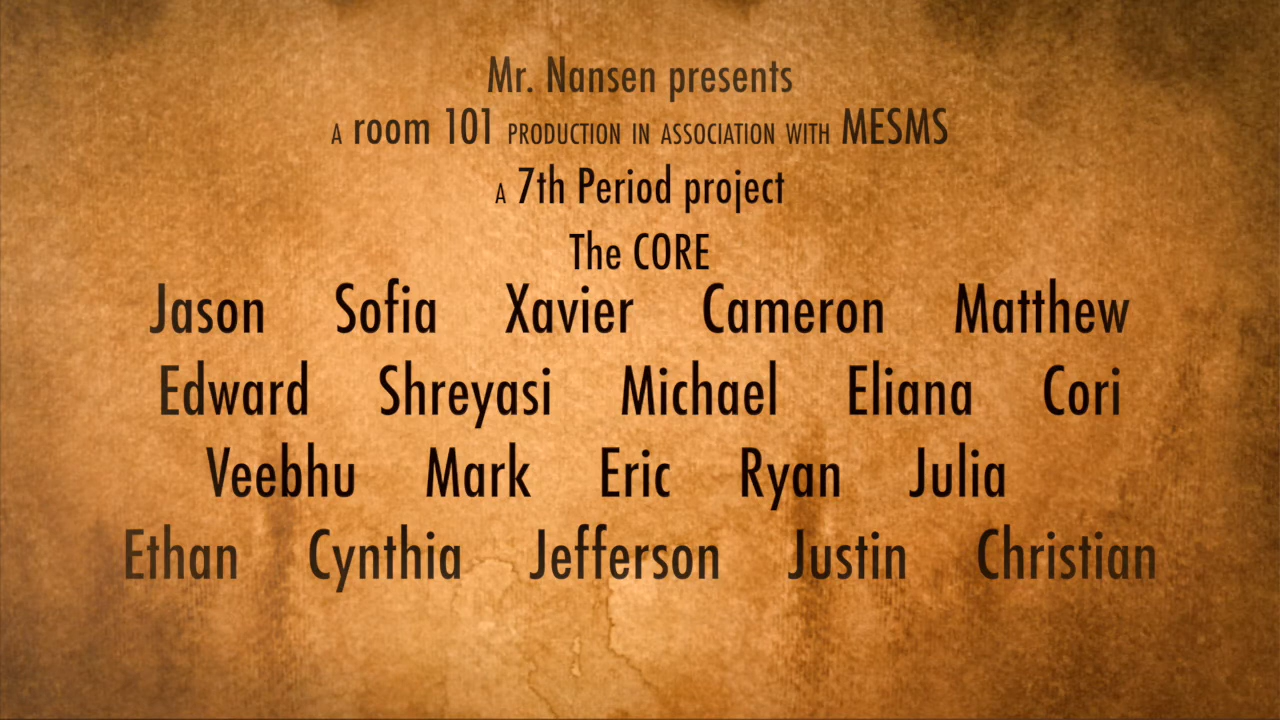 Mr. Nansen presents
A room 101 PRODUCTION IN ASSOCIATION WITH MESMS
A 7th Period project
The CORE
Jason Sofia Xavier Cameron Matthew
Edward Shreyasi Michael Eliana Cori
Veebhu Mark Eric Ryan Julia
Ethan Cynthia Jefferson Justin Christian